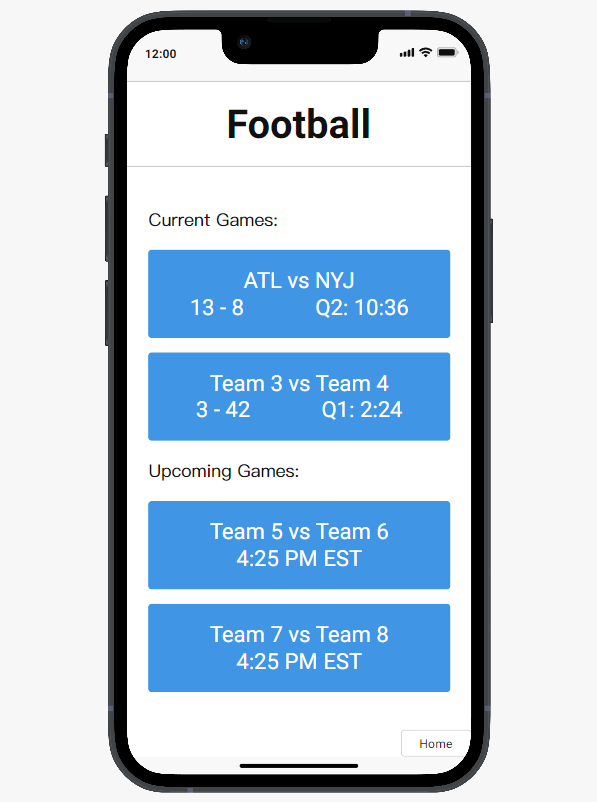 12:00
Football
Current Games:
ATL vs NYJ
13 - 8 Q2: 10:36
Team 3 vs Team 4
3 - 42 Q1: 2:24
Upcoming Games:
Team 5 vs Team 6
4:25 PM EST
Team 7 vs Team 8
4:25 PM EST
Home